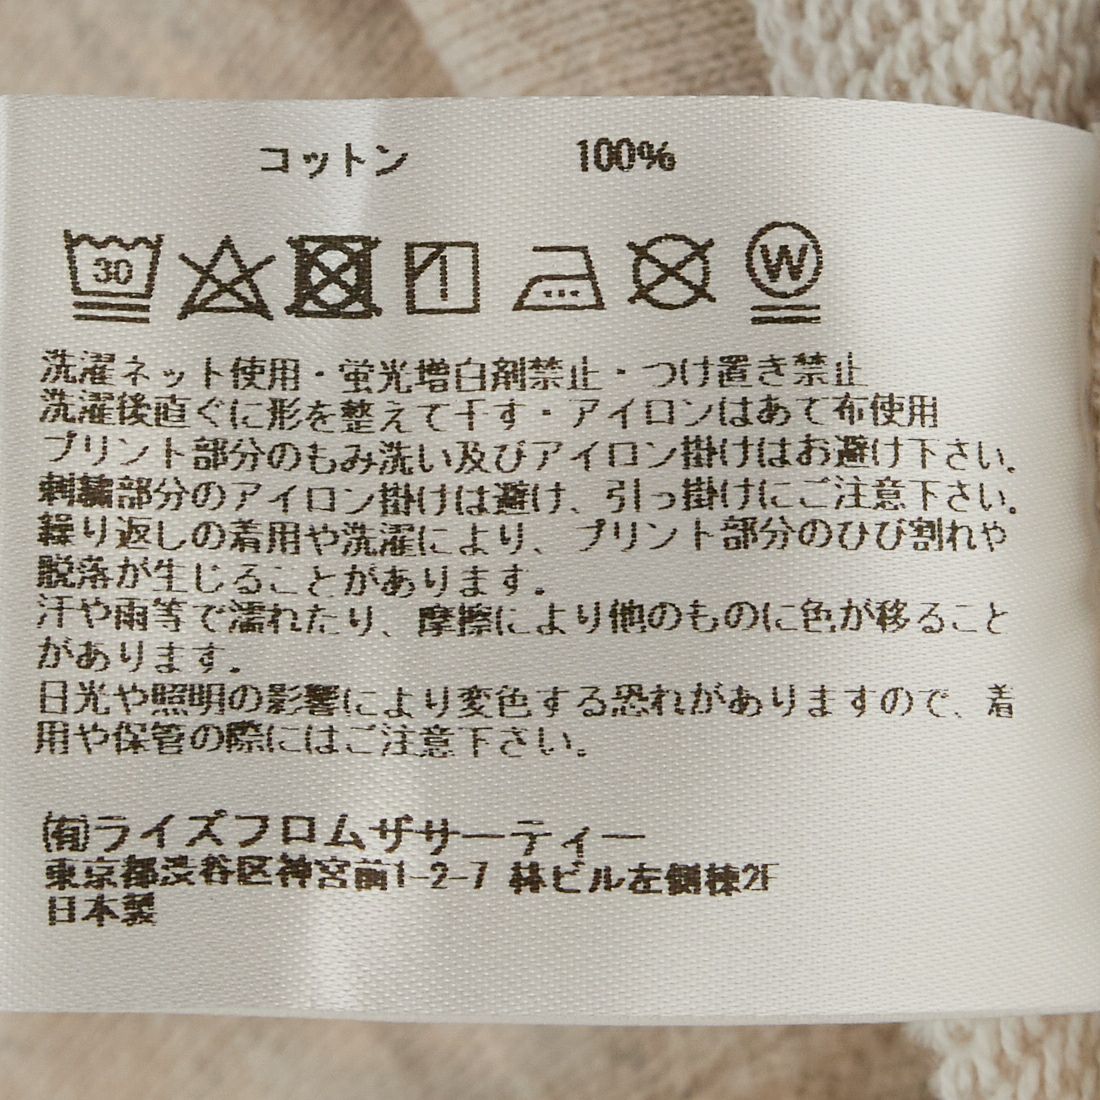 コットン 100%
30
W
洗濯ネット使用・蛍光増白剤禁止・つけ置き禁止
洗濯後直ぐに形を整えて干す・アイロンはあて布使用
プリント部分のもみ洗い及びアイロン掛けはお避け下さい。
刺繍部分のアイロン掛けは避け、引っ掛けにご注意下さい。
繰り返しの着用や洗濯により、プリント部分のひび割れや
脱落が生じることがあります。
汗や雨等で濡れたり、摩擦により他のものに色が移ること
があります。
日光や照明の影響により変色する恐れがありますので、着
用や保管の際にはご注意下さい。
(有)ライズフロムザサーティー
東京都渋谷区神宮前1-2-7 林ビル左側棟2F
日本製